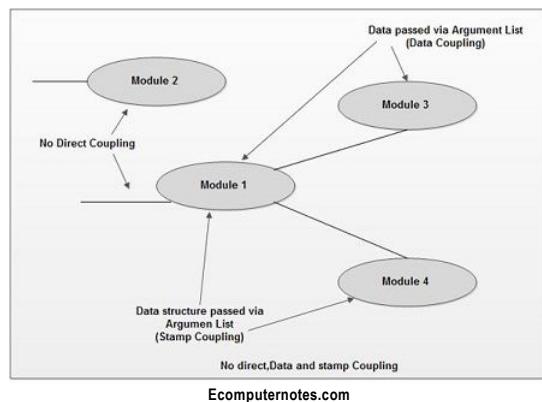 Data passed via Argument List
(Data Coupling)
Module 2
Module 3
No Direct Coupling
Module 1
Module 4
Data structure passed via
Argumen List
(Stamp Coupling)
No direct,Data and stamp Coupling
Ecomputernotes.com